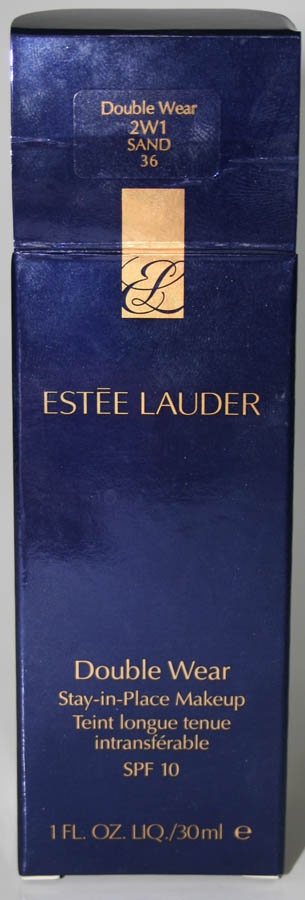 Double Wear
2W1
SAND
36
EL
ESTĒE LAUDER
Double Wear
Stay-in-Place Makeup
Teint longue tenue
intransférable
SPF 10
1 FL. OZ. LIQ./30ml ℮